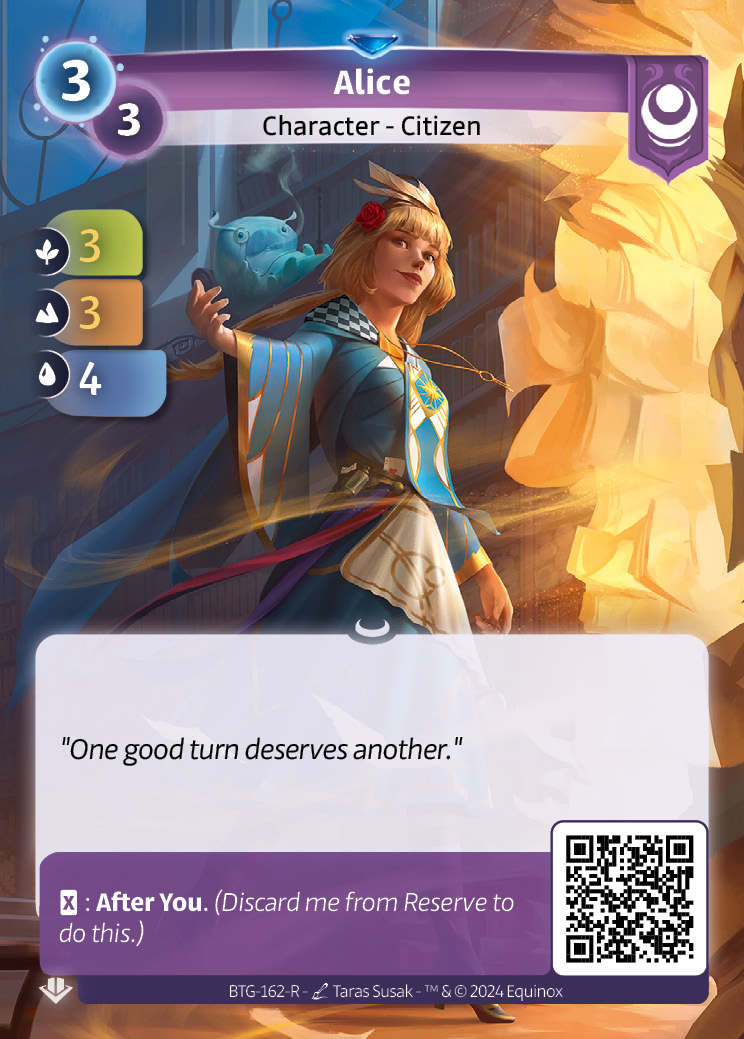 3
Alice
3
Character - Citizen
3
3
4
"One good turn deserves another."
X : After You. (Discard me from Reserve to
do this.)
BTG-162-R - Taras Susak - ™ & © 2024 Equinox